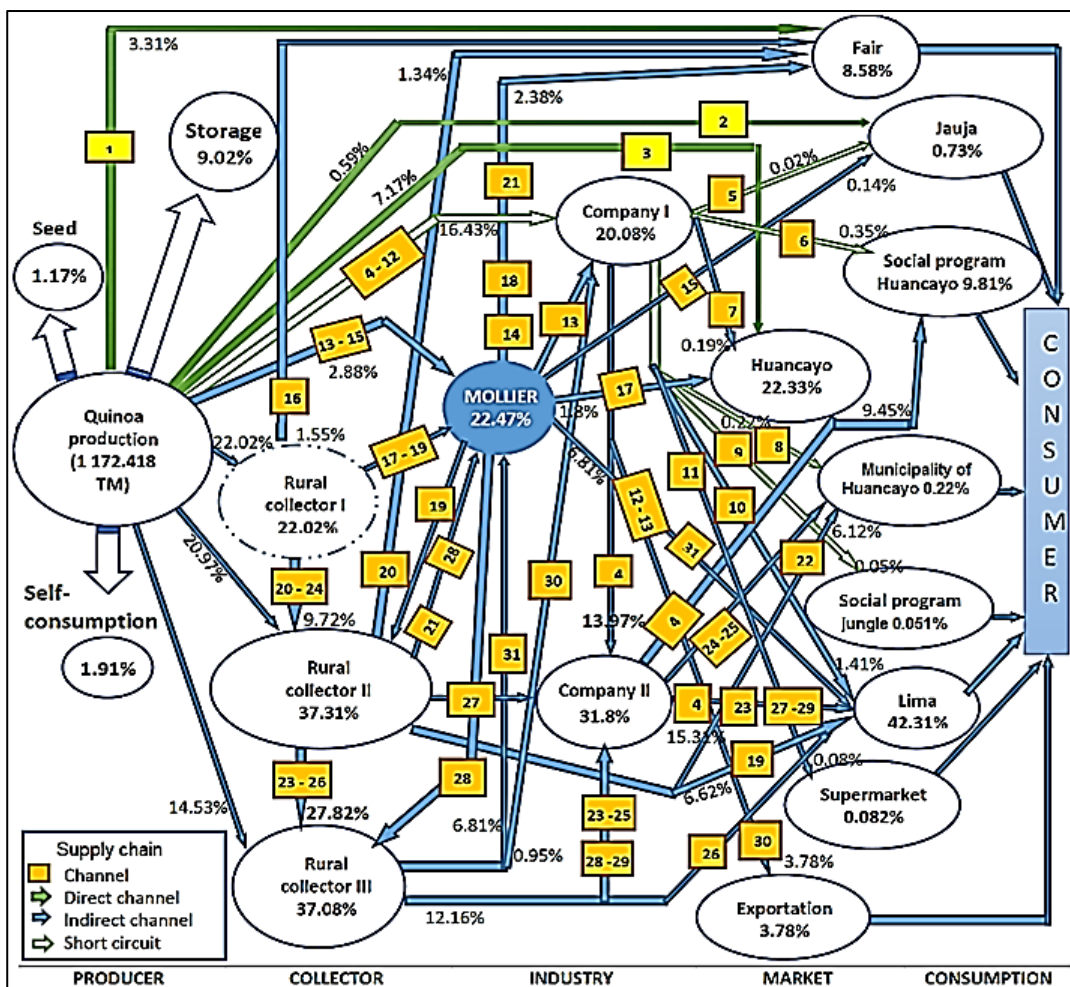 3.31%
1
Storage
9.02%
Seed
1.17%
Quinoa
production
(1 172.418
TM)
Self-
consumption
1.91%
14.53%
20.97%
22.02%
0.59%
7.17%
4 - 12
16.43%
13 - 15
2.88%
16
1.55%
Rural
collector I
22.02%
17 - 19
20 - 24
9.72%
Rural
collector II
37.31%
23 - 26
27.82%
Rural
collector III
37.08%
12.16%
1.34%
2.38%
21
18
14
MOLLIER
22.47%
19
28
20
21
31
30
27
28
6.81%
0.95%
Company I
20.08%
13
17
1.8%
6.81%
4
13.97%
Company II
31.8%
23 -25
28 -29
12 - 13
31
4
24 -25
4
23
27 -29
15.31%
19
6.62%
26
30
3.78%
2
3
5
0.02%
6
0.35%
15
0.14%
7
0.19%
8
9
10
11
22
9.45%
6.12%
0.05%
1.41%
0.08%
Fair
8.58%
Jauja
0.73%
Social program
Huancayo 9.81%
Huancayo
22.33%
Municipality of
Huancayo 0.22%
Social program
jungle 0.051%
Lima
42.31%
Supermarket
0.082%
Exportation
3.78%
CONSUMER
Supply chain
Channel
Direct channel
Indirect channel
Short circuit
PRODUCER COLLECTOR INDUSTRY MARKET CONSUMPTION